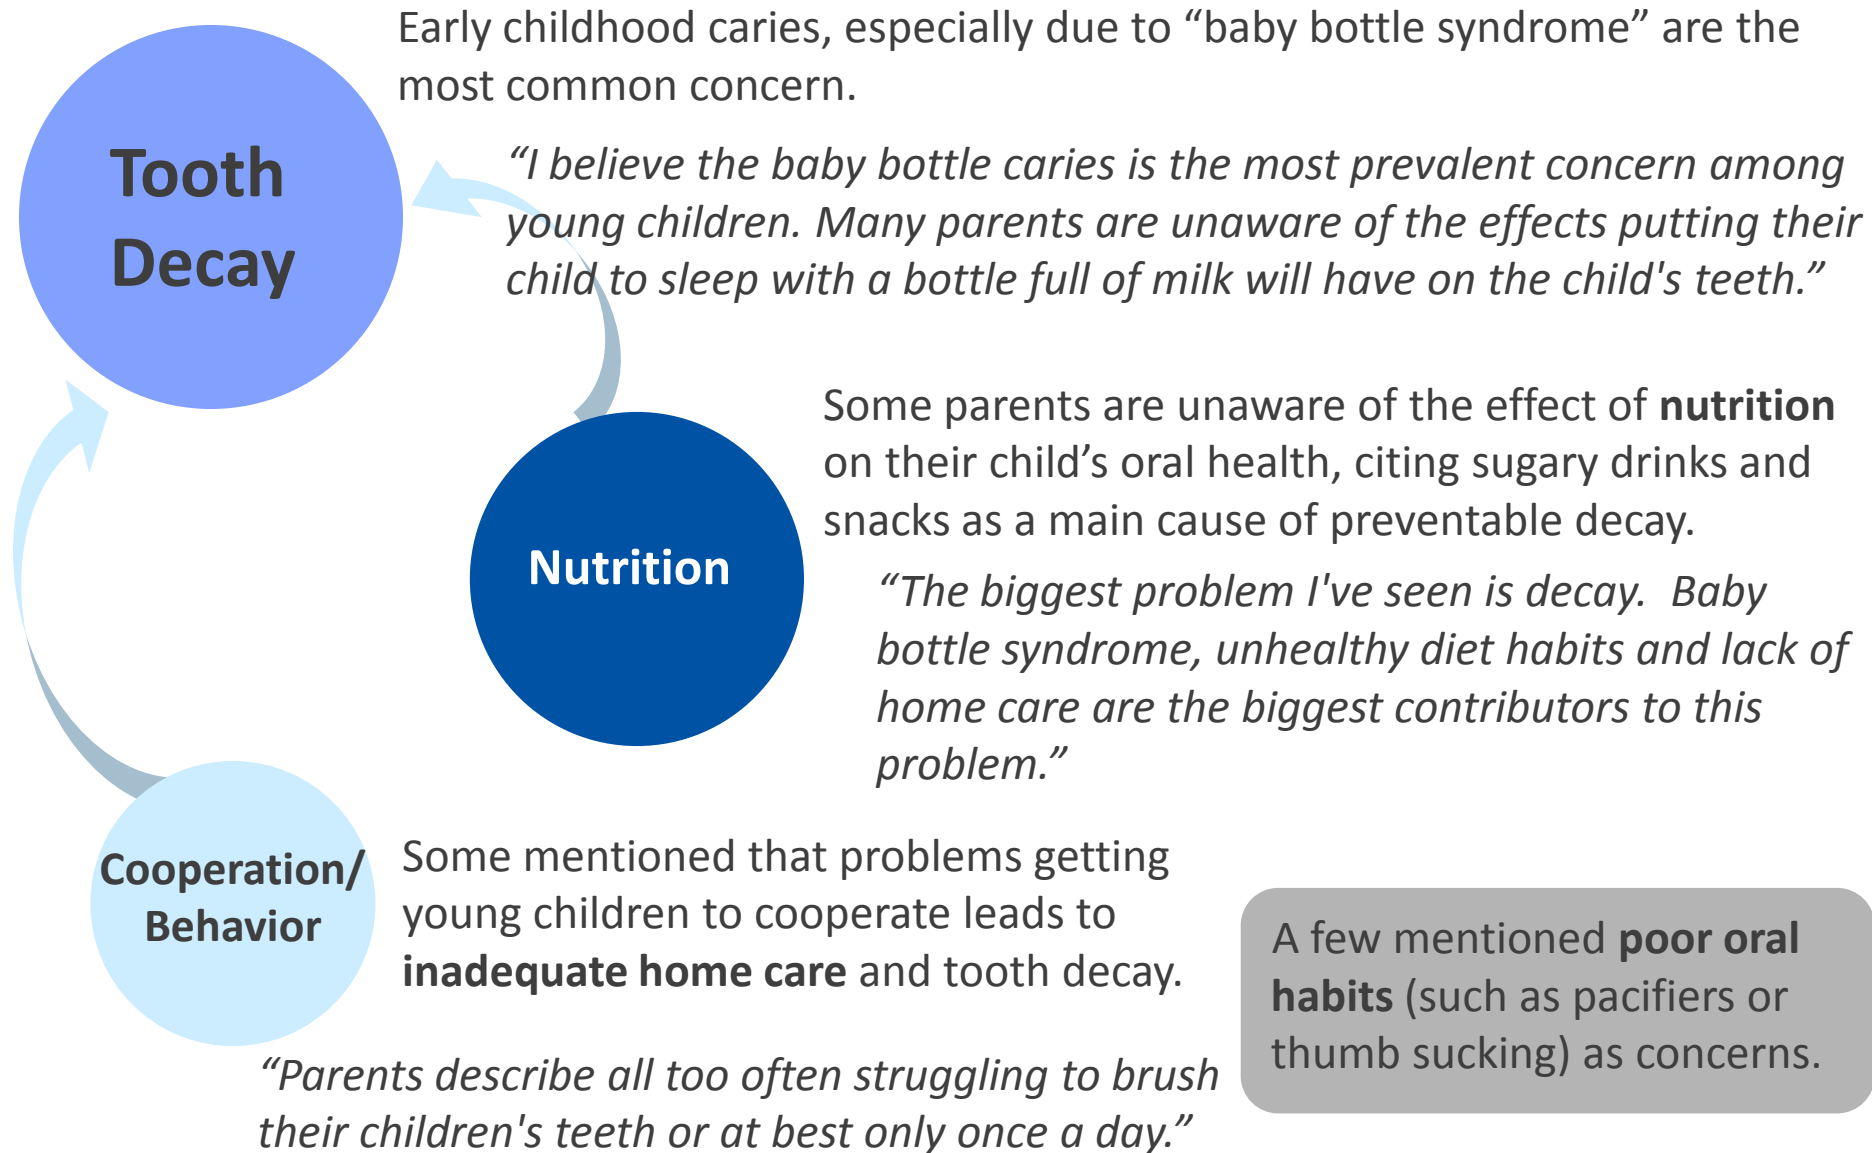 Early childhood caries, especially due to “baby bottle syndrome” are the
most common concern.
Tooth
Decay
“I believe the baby bottle caries is the most prevalent concern among
young children. Many parents are unaware of the effects putting their
child to sleep with a bottle full of milk will have on the child's teeth.”
Nutrition
Some parents are unaware of the effect of nutrition
on their child’s oral health, citing sugary drinks and
snacks as a main cause of preventable decay.
“The biggest problem I've seen is decay.  Baby
bottle syndrome, unhealthy diet habits and lack of
home care are the biggest contributors to this
problem.”
Cooperation/
Behavior
Some mentioned that problems getting
young children to cooperate leads to
inadequate home care and tooth decay.
“Parents describe all too often struggling to brush
their children's teeth or at best only once a day.”
A few mentioned poor oral
habits (such as pacifiers or
thumb sucking) as concerns.